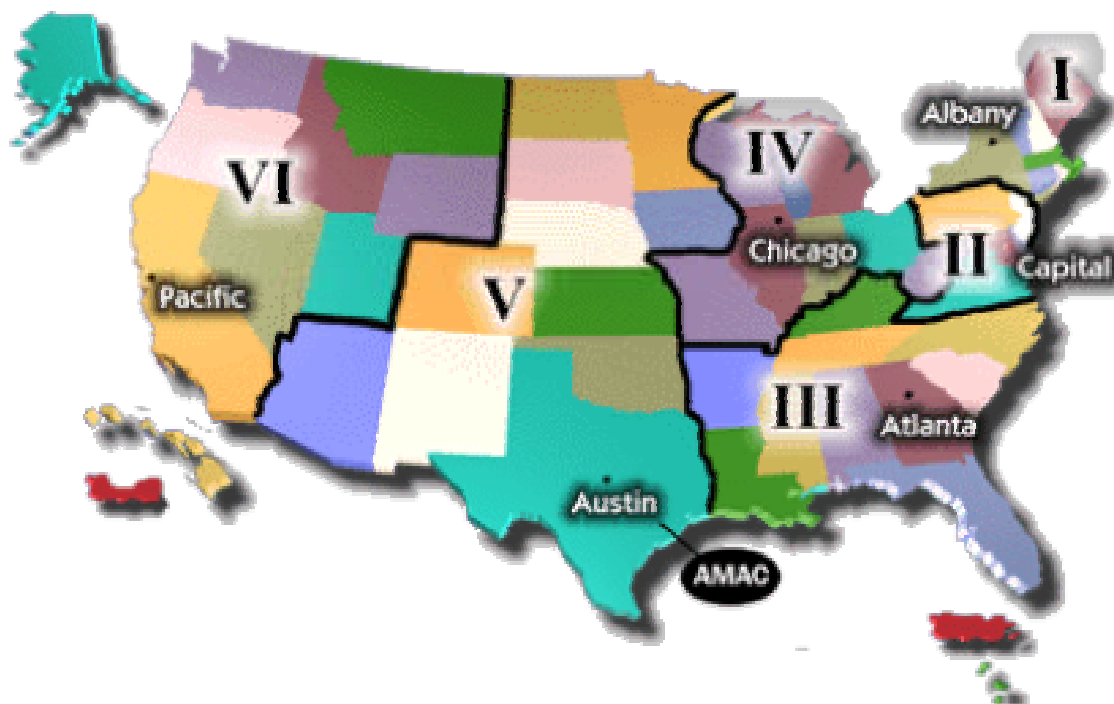 I
Albany
IV
VI
Chicago
II
Capital
Pacific
V
III
Atlanta
Austin
AMAC